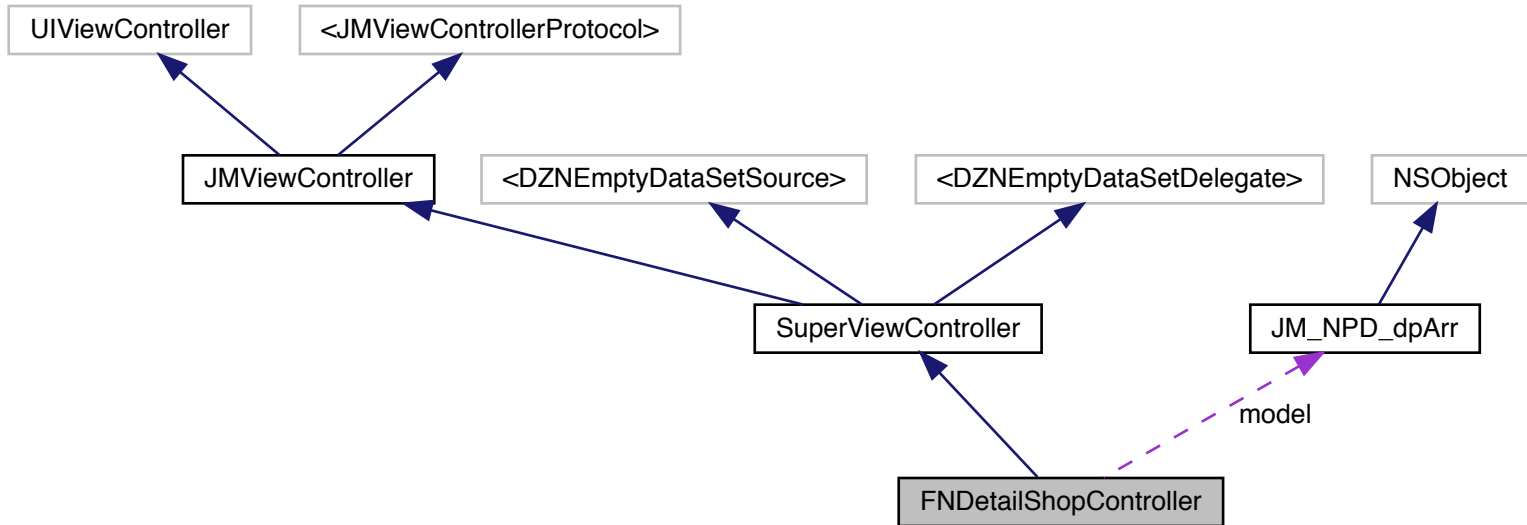 UIViewController
<JMViewControllerProtocol>
JMViewController
<DZNEmptyDataSetSource>
<DZNEmptyDataSetDelegate>
NSObject
SuperViewController
JM_NPD_dpArr
model
FNDetailShopController